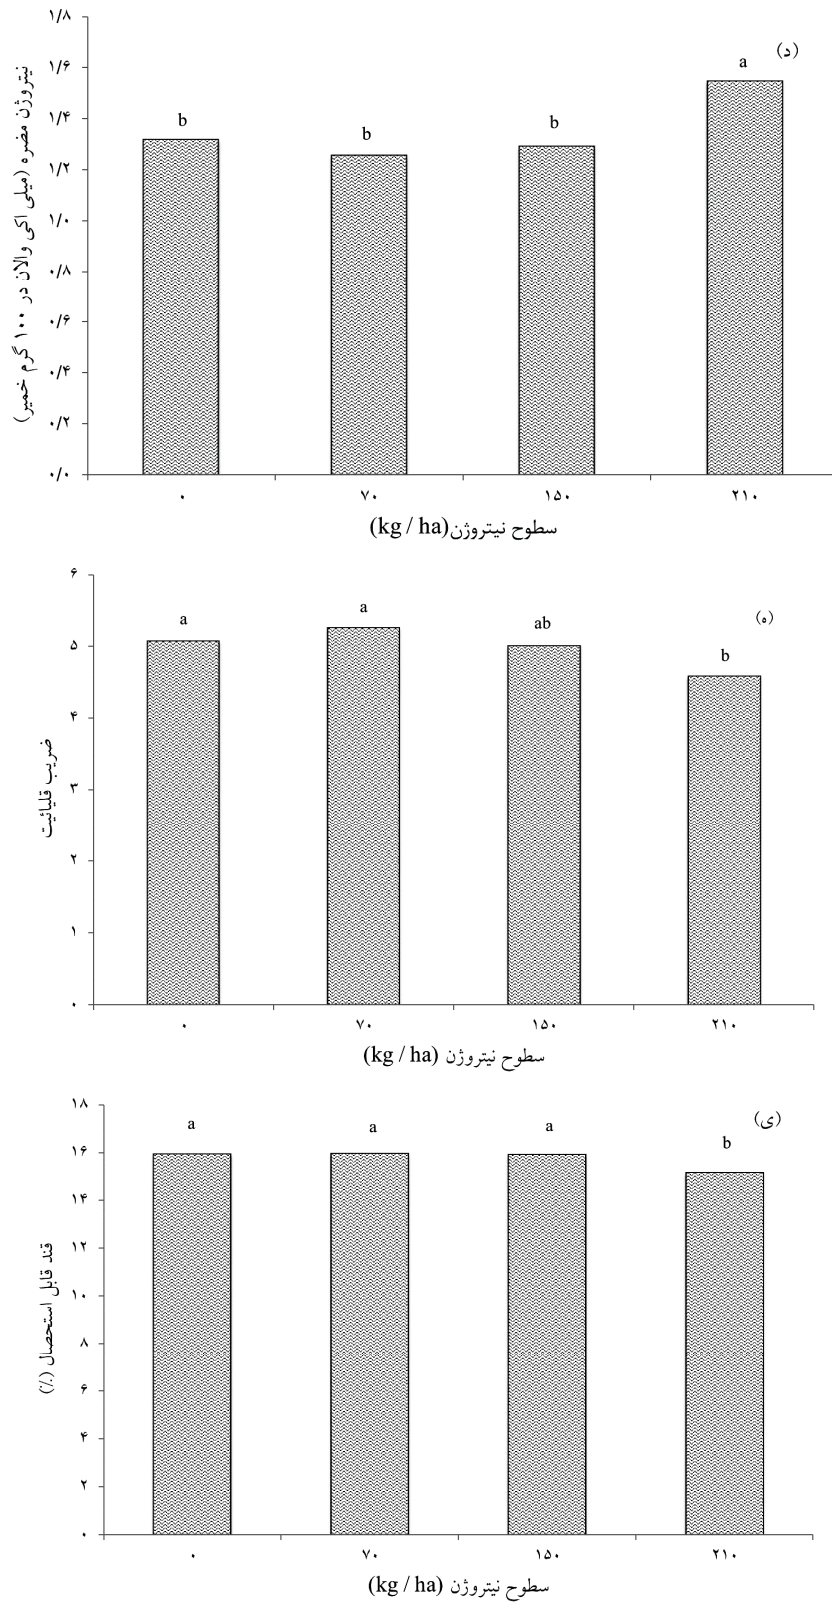 (د)
نیتروژن مضره (میلی اکی والان در ۱۰۰ گرم خمیر)
۱/۸
۱/۶
۱/۴
۱/۲
۱/۰
۰/۸
۰/۶
۰/۴
۰/۲
۰/۰
b
b
b
a
۰
۷۰
۱۵۰
۲۱۰
سطوح نیتروژن(kg / ha)
(ه)
ضریب قلیائیت
۶
۵
۴
۳
۲
۱
۰
a
a
ab
b
۰
۷۰
۱۵۰
۲۱۰
سطوح نیتروژن (kg / ha)
(ی)
قند قابل استحصال (٪)
۱۸
۱۶
۱۴
۱۲
۱۰
۸
۶
۴
۲
۰
a
a
a
b
۰
۷۰
۱۵۰
۲۱۰
سطوح نیتروژن (kg / ha)